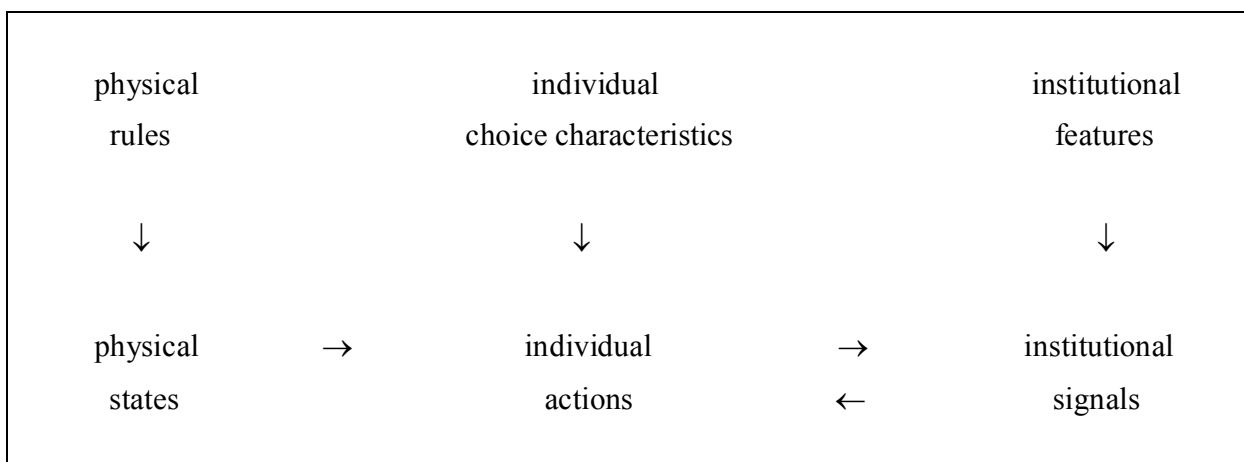 physical individual institutional
rules choice characteristics features
↓ ↓ ↓
physical → individual → institutional
states actions ← signals